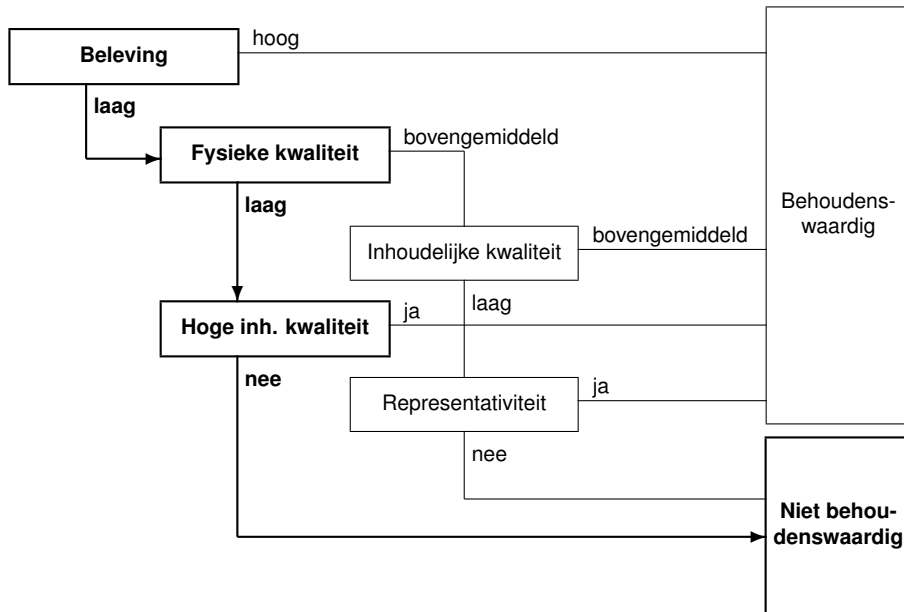 hoog
Beleving
laag
bovengemiddeld
Fysieke kwaliteit
laag
Behoudens-
waardig
bovengemiddeld
Inhoudelijke kwaliteit
laag
ja
Hoge inh. kwaliteit
nee
ja
Representativiteit
nee
Niet behou-
denswaardig